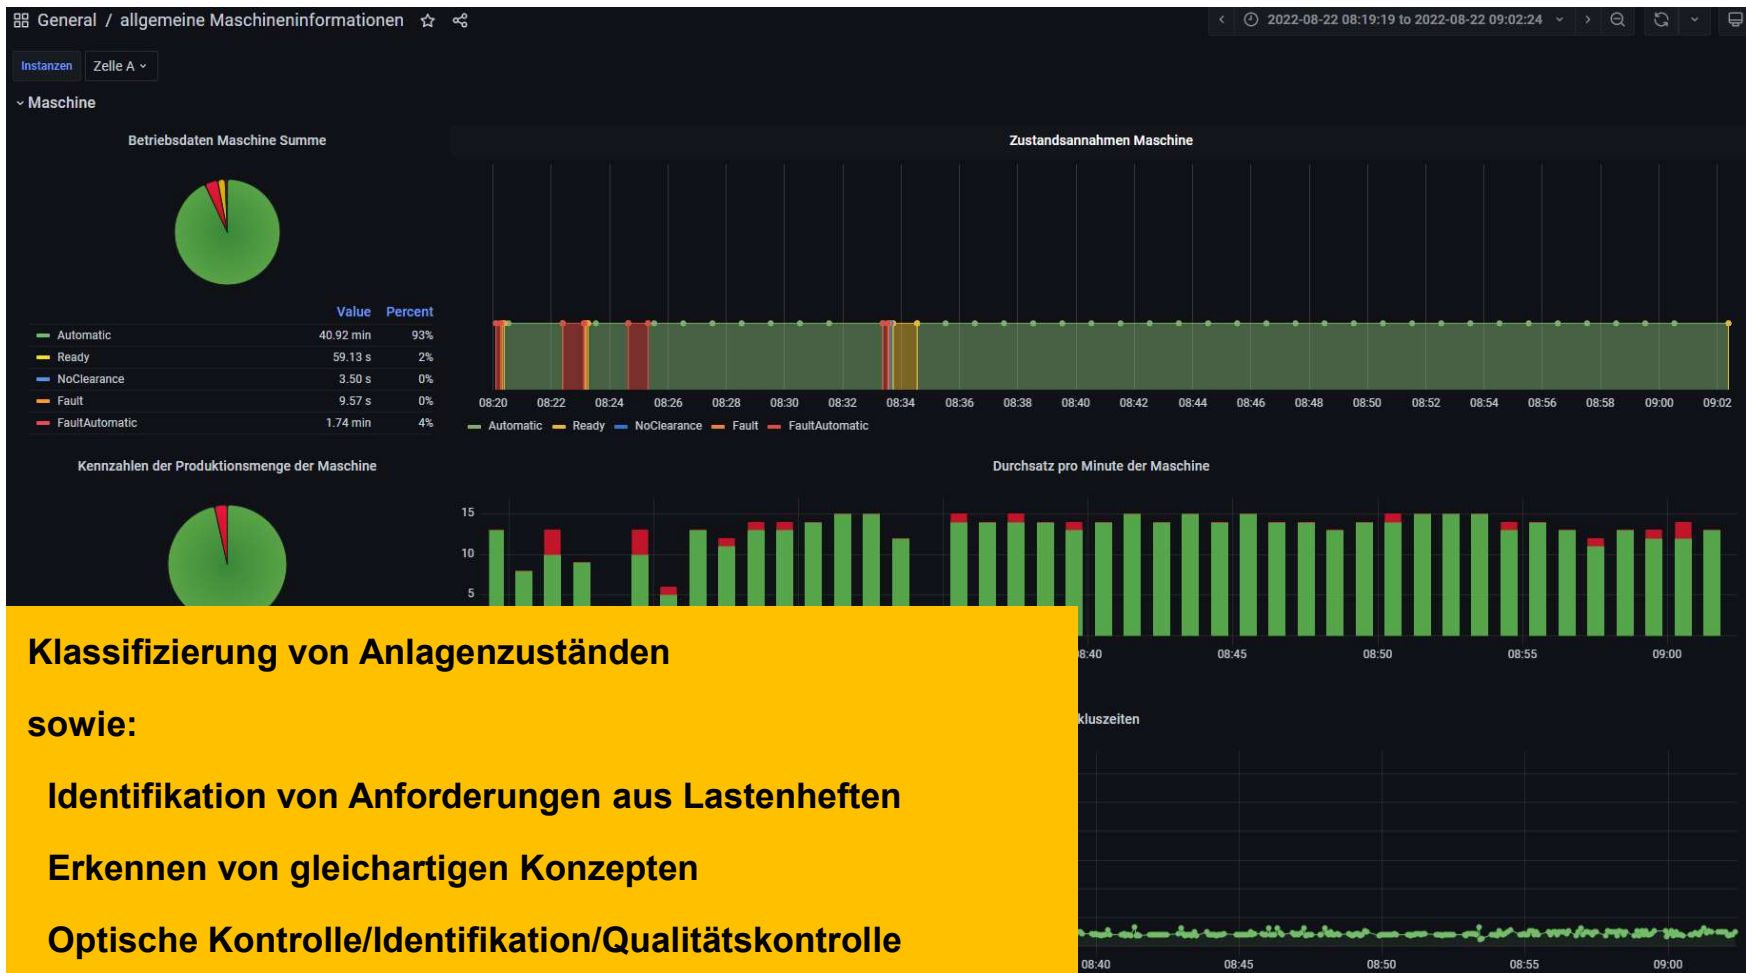 General / allgemeine Maschineninformationen
2022-08-22 08:19:19 to 2022-08-22 09:02:24
Instanzen Zelle A
Maschine
Betriebsdaten Maschine Summe
Value Percent
Automatic 40.92 min 93%
Ready 59.13 s 2%
NoClearance 3.50 s 0%
Fault 9.57 s 0%
FaultAutomatic 1.74 min 4%
Zustandsannahmen Maschine
08:20 08:22 08:24 08:26 08:28 08:30 08:32 08:34 08:36 08:38 08:40 08:42 08:44 08:46 08:48 08:50 08:52 08:54 08:56 08:58 09:00 09:02
Automatic Ready NoClearance Fault FaultAutomatic
Kennzahlen der Produktionsmenge der Maschine
Durchsatz pro Minute der Maschine
15
10
5
8:40 08:45 08:50 08:55 09:00
kluszeiten
08:40 08:45 08:50 08:55 09:00
Klassifizierung von Anlagenzuständen
sowie:
Identifikation von Anforderungen aus Lastenheften
Erkennen von gleichartigen Konzepten
Optische Kontrolle/Identifikation/Qualitätskontrolle